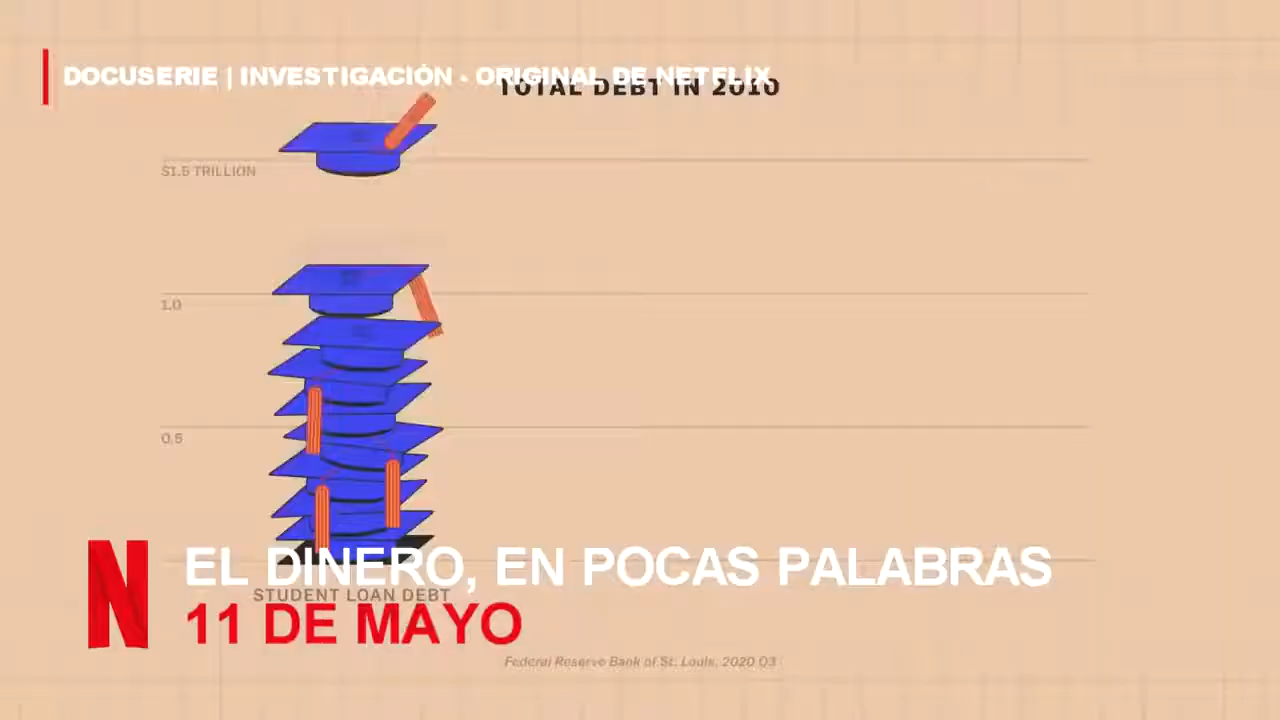 DOCUSERIE | INVESTIGACIÓN - ORIGINAL DE NETFLIX
TOTAL DEBT IN 2010
$1.5 TRILLION
1.0
0.5
N EL DINERO, EN POCAS PALABRAS
STUDENT LOAN DEBT
11 DE MAYO
Federal Reserve Bank of St. Louis, 2020 Q3